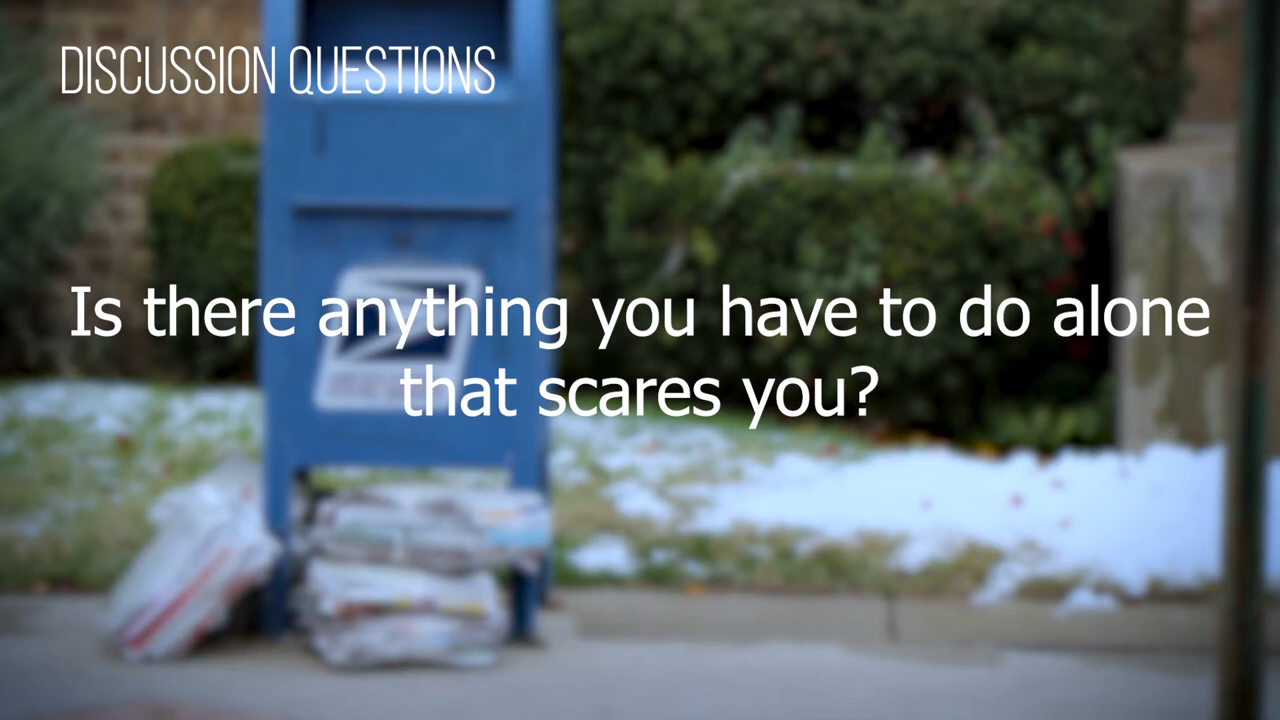 DISCUSSION QUESTIONS
Is there anything you have to do alone
that scares you?